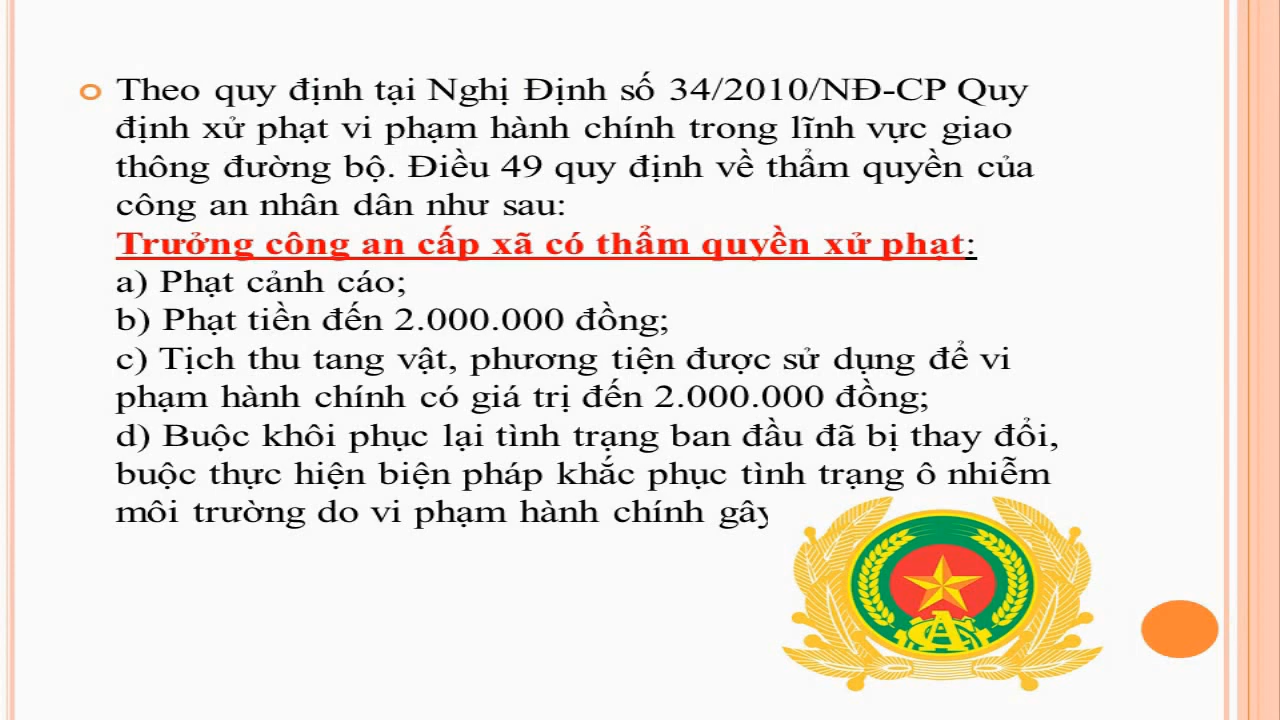 Theo quy định tại Nghị Định số 34/2010/NĐ-CP Quy
định xử phạt vi phạm hành chính trong lĩnh vực giao
thông đường bộ. Điều 49 quy định về thẩm quyền của
công an nhân dân như sau:
Trưởng công an cấp xã có thẩm quyền xử phạt:
a) Phạt cảnh cáo;
b) Phạt tiền đến 2.000.000 đồng;
c) Tịch thu tang vật, phương tiện được sử dụng để vi
phạm hành chính có giá trị đến 2.000.000 đồng;
d) Buộc khôi phục lại tình trạng ban đầu đã bị thay đổi,
buộc thực hiện biện pháp khắc phục tình trạng ô nhiễm
môi trường do vi phạm hành chính gây
CA